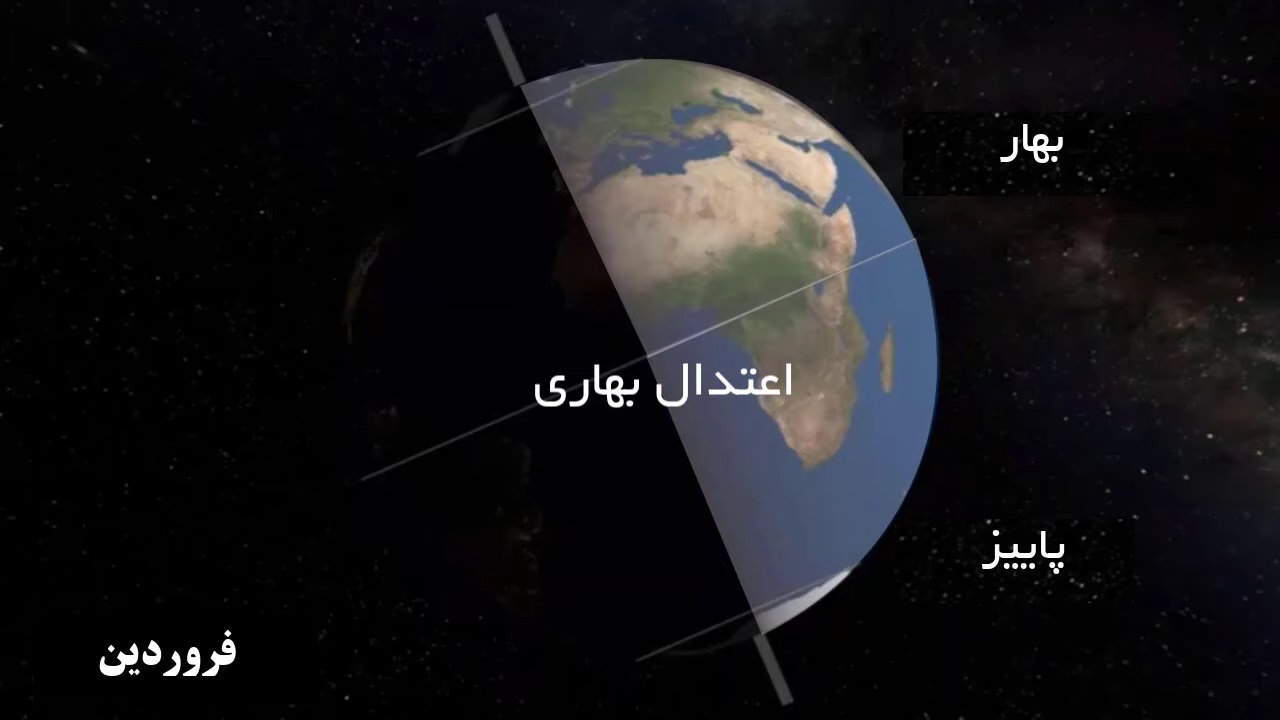 بهار
اعتدال بهاری
پاییز
فروردین